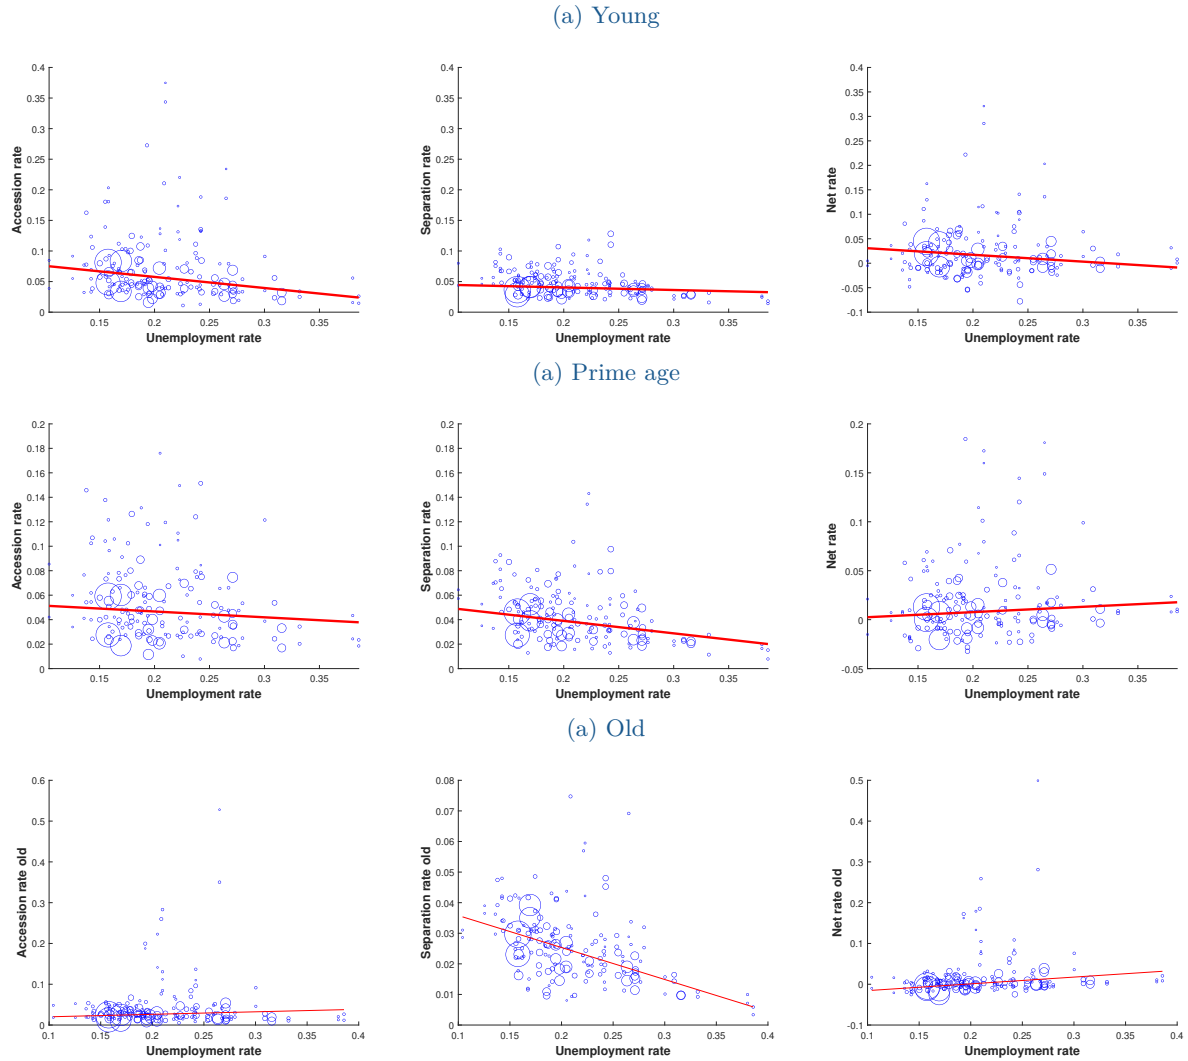 (a) Young
0.4 0.35 0.3 0.25 0.2 0.15 0.1 0.05 0
Accession rate
0.15 0.2 0.25 0.3 0.35
Unemployment rate
0.4 0.35 0.3 0.25 0.2 0.15 0.1 0.05 0
Separation rate
0.15 0.2 0.25 0.3 0.35
Unemployment rate
0.4 0.35 0.3 0.25 0.2 0.15 0.1 0.05 0 -0.05 -0.1
Net rate
0.15 0.2 0.25 0.3 0.35
Unemployment rate
(a) Prime age
0.2 0.18 0.16 0.14 0.12 0.1 0.08 0.06 0.04 0.02 0
Accession rate
0.15 0.2 0.25 0.3 0.35
Unemployment rate
0.2 0.18 0.16 0.14 0.12 0.1 0.08 0.06 0.04 0.02 0
Separation rate
0.15 0.2 0.25 0.3 0.35
Unemployment rate
0.2 0.15 0.1 0.05 0 -0.05
Net rate
0.15 0.2 0.25 0.3 0.35
Unemployment rate
(a) Old
0.6 0.5 0.4 0.3 0.2 0.1 0
Accession rate old
0.1 0.15 0.2 0.25 0.3 0.35 0.4
Unemployment rate
0.08 0.07 0.06 0.05 0.04 0.03 0.02 0.01 0
Separation rate old
0.1 0.15 0.2 0.25 0.3 0.35 0.4
Unemployment rate
0.5 0.4 0.3 0.2 0.1 0 -0.1
Net rate old
0.1 0.15 0.2 0.25 0.3 0.35 0.4
Unemployment rate